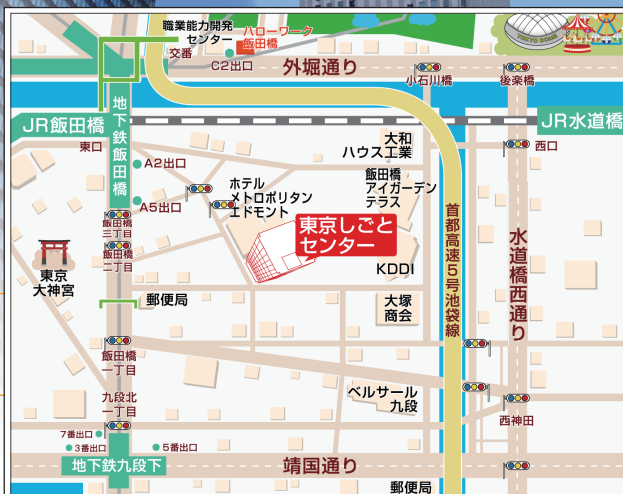 職業能力開発
センター
ハローワーク
飯田橋
交番
C2出口
TOKYO DOME
外堀通り
小石川橋
後楽橋
JR飯田橋
地下鉄飯田橋
JR水道橋
東口
西口
大和
ハウス工業
A2出口
ホテル
メトロポリタン
エドモント
飯田橋
アイガーデン
テラス
A5出口
飯田橋
三丁目
東京しごと
センター
首都高速5号池袋線
水道橋西通り
飯田橋
二丁目
東京
大神宮
KDDI
郵便局
大塚
商会
飯田橋
一丁目
九段北
一丁目
ベルサール
九段
西神田
7番出口
3番出口
5番出口
地下鉄九段下
靖国通り
郵便局